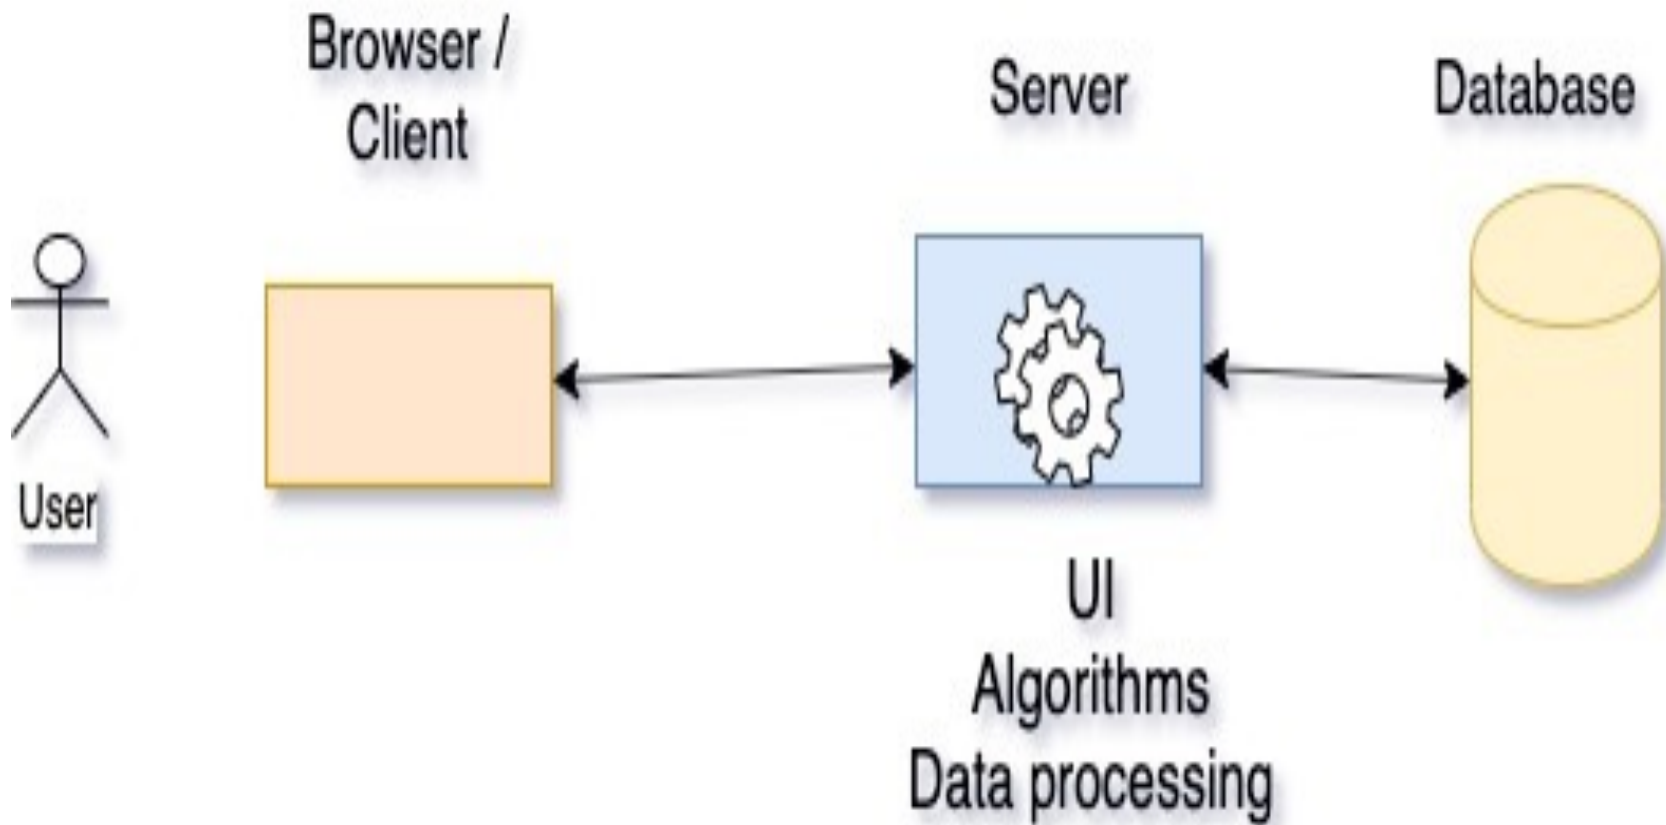 Browser /
Client
Server
Database
User
UI
Algorithms
Data processing